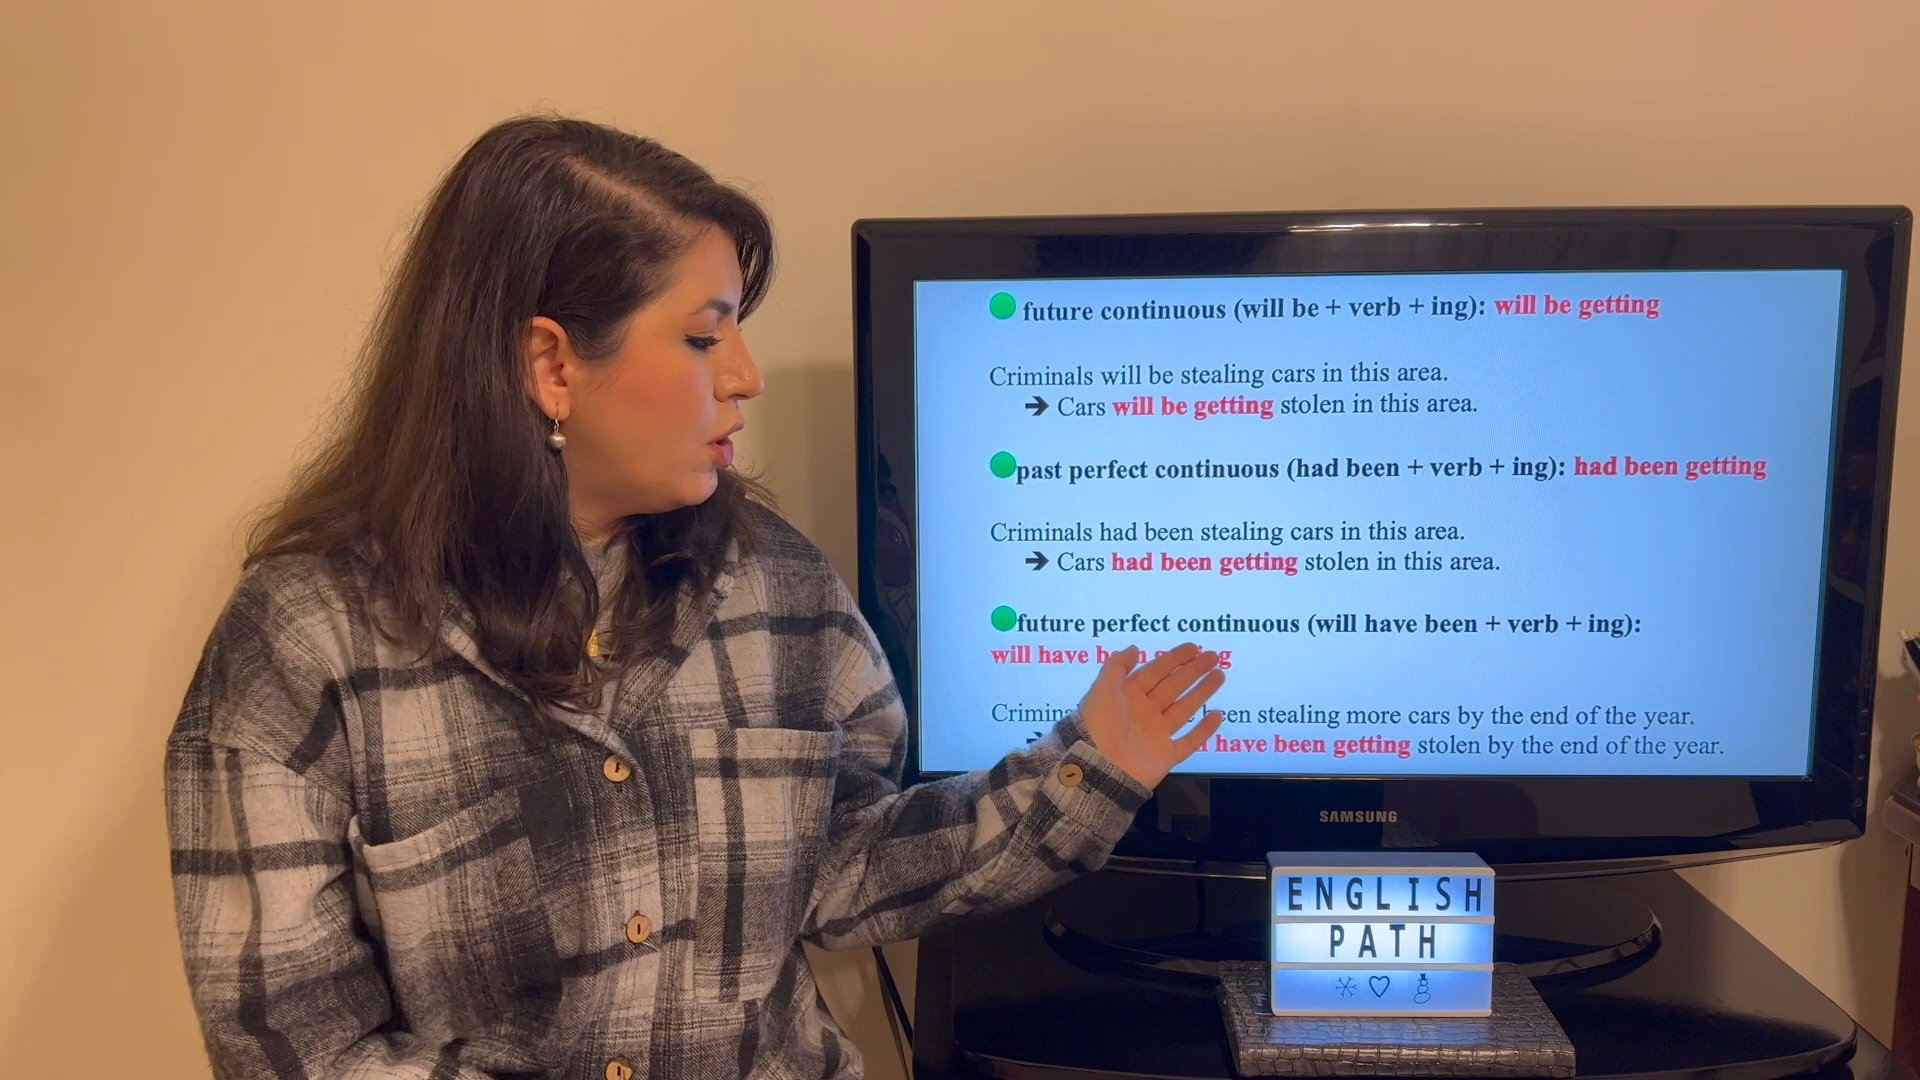 future continuous (will be + verb + ing): will be getting
Criminals will be stealing cars in this area.
➔ Cars will be getting stolen in this area.
past perfect continuous (had been + verb + ing): had been getting
Criminals had been stealing cars in this area.
➔ Cars had been getting stolen in this area.
future perfect continuous (will have been + verb + ing):
will have been getting
stealing more cars by the end of the year.
have been getting stolen by the end of the year.
SAMSUNG
ENGLISH
PATH